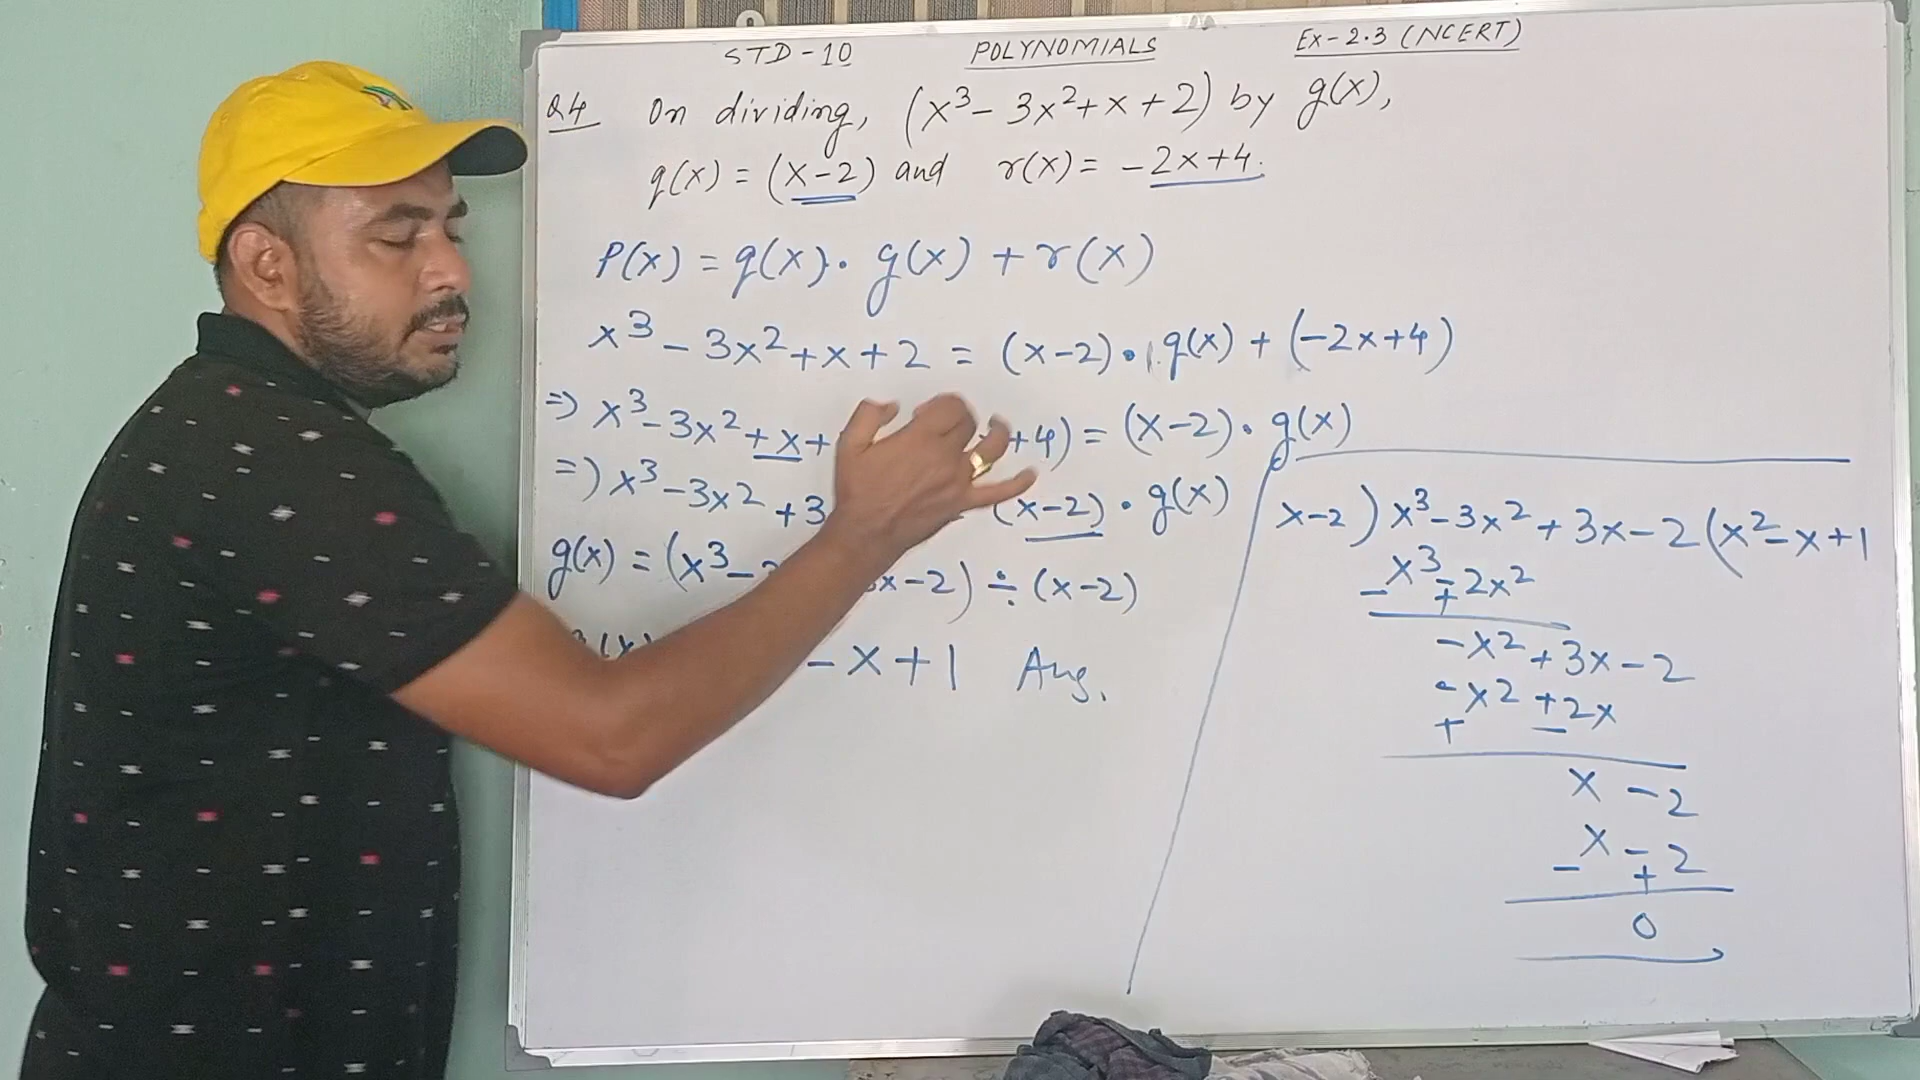 STD-10 POLYNOMIALS Ex-2.3 (NCERT)
Q4 On dividing, (x³-3x²+x+2) by g(x),
q(x) = (x-2) and r(x) = -2x+4.
P(x) = q(x). g(x) + r(x)
x³-3x²+x+2 = (x-2)· g(x) + (-2x+4)
=> x³-3x²+x+ +4) = (x-2)· g(x)
=) x³-3x²+3 = (x-2)· g(x)
g(x) = (x³- x-2) ÷ (x-2)
-x+1 Ans.
x-2) x³-3x²+3x-2 (x²-x+1
x³-2x²
- +
-x²+3x-2
-x²+2x
+ -
x-2
x-2
- +
0